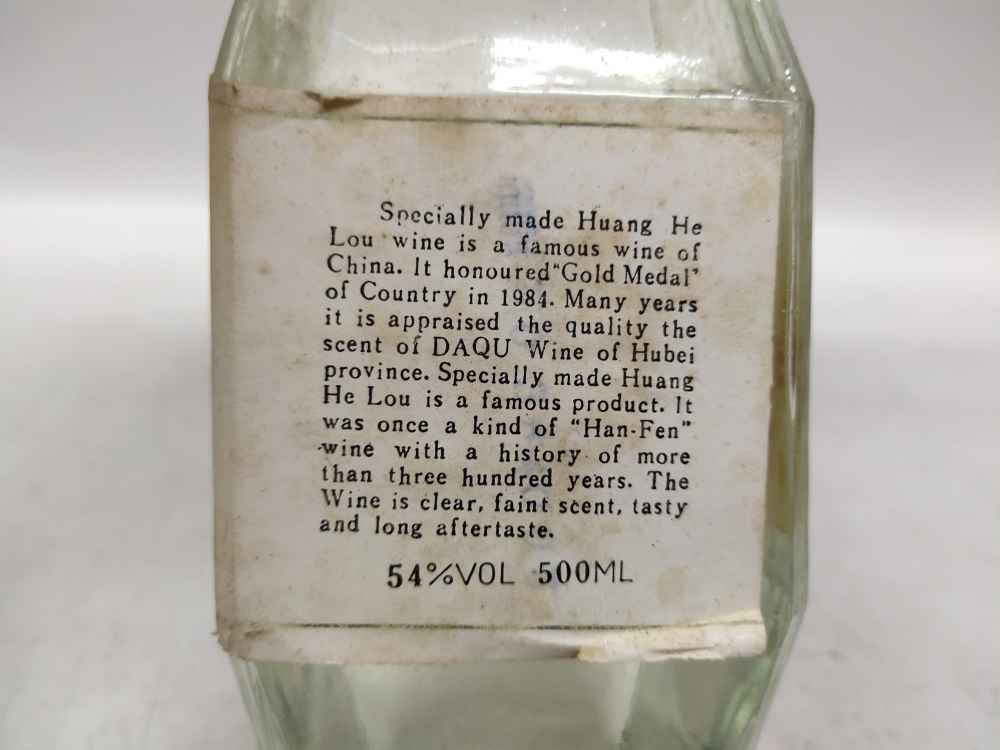 Specially made Huang He
Lou wine is a famous wine of
China. It honoured "Gold Medal"
of Country in 1984. Many years
it is appraised the quality the
scent of DAQU Wine of Hubei
province. Specially made Huang
He Lou is a famous product. It
was once a kind of "Han-Fen"
wine with a history of more
than three hundred years. The
Wine is clear, faint scent, tasty
and long aftertaste.
54%VOL 500ML